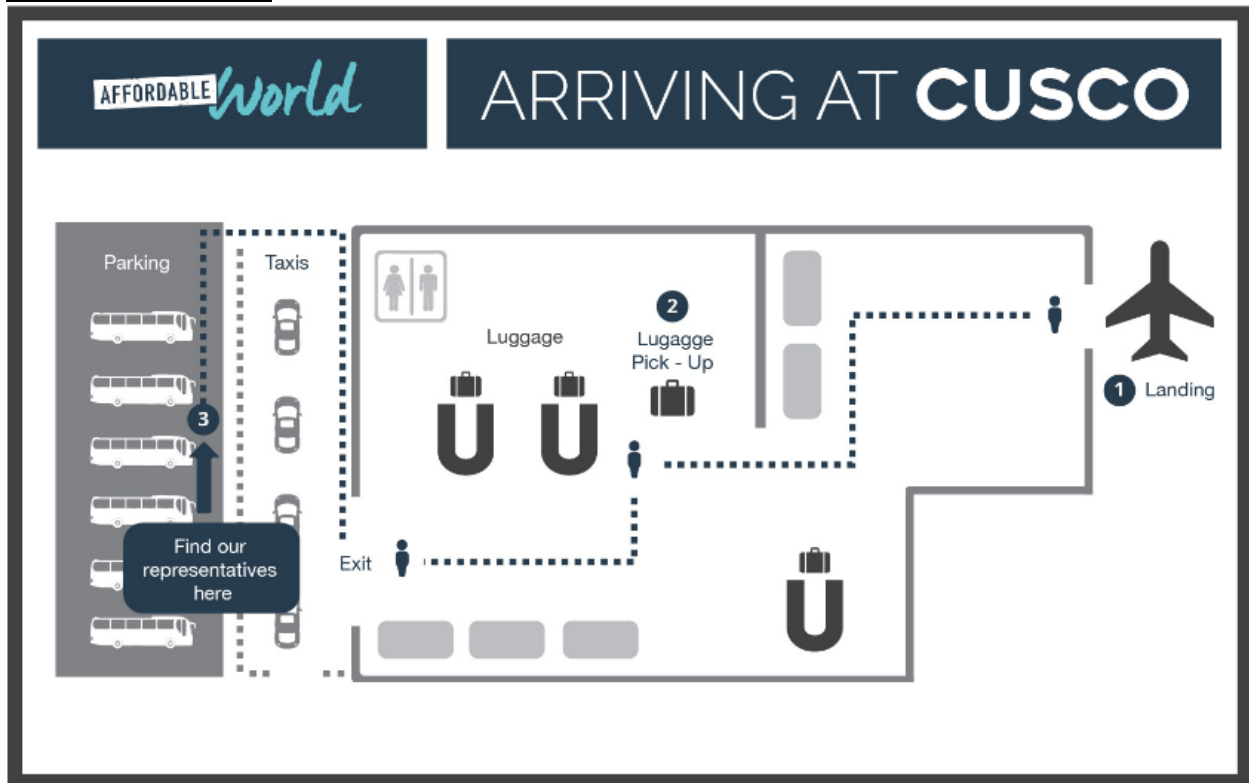 AFFORDABLE World
ARRIVING AT CUSCO
Parking
Taxis
2
Luggage
Lugagge
Pick - Up
1 Landing
3
Find our
representatives
here
Exit